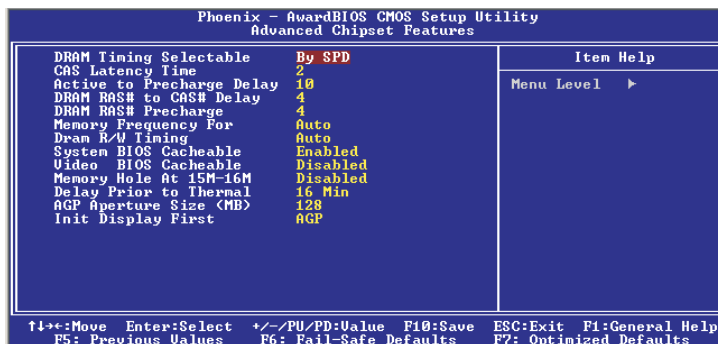 Phoenix - AwardBIOS CMOS Setup Utility
Advanced Chipset Features
DRAM Timing Selectable By SPD
CAS Latency Time 2
Active to Precharge Delay 10
DRAM RAS# to CAS# Delay 4
DRAM RAS# Precharge 4
Memory Frequency For Auto
Dram R/W Timing Auto
System BIOS Cacheable Enabled
Video BIOS Cacheable Disabled
Memory Hole At 15M-16M Disabled
Delay Prior to Thermal 16 Min
AGP Aperture Size (MB) 128
Init Display First AGP
Item Help
Menu Level ►
↑↓→←:Move Enter:Select +/-/PU/PD:Value F10:Save ESC:Exit F1:General Help
F5: Previous Values F6: Fail-Safe Defaults F7: Optimized Defaults